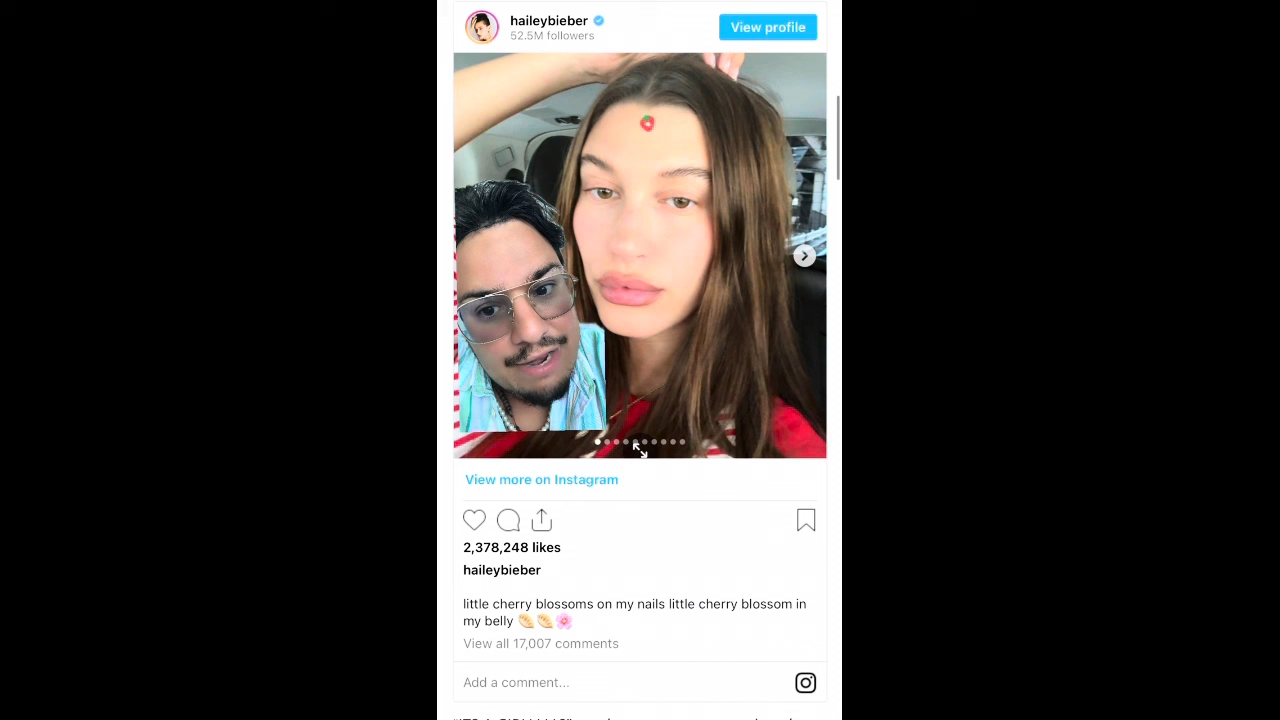 haileybieber
52.5M followers
View profile
View more on Instagram
2,378,248 likes
haileybieber
little cherry blossoms on my nails little cherry blossom in
my belly 🥟🥟🌸
View all 17,007 comments
Add a comment...